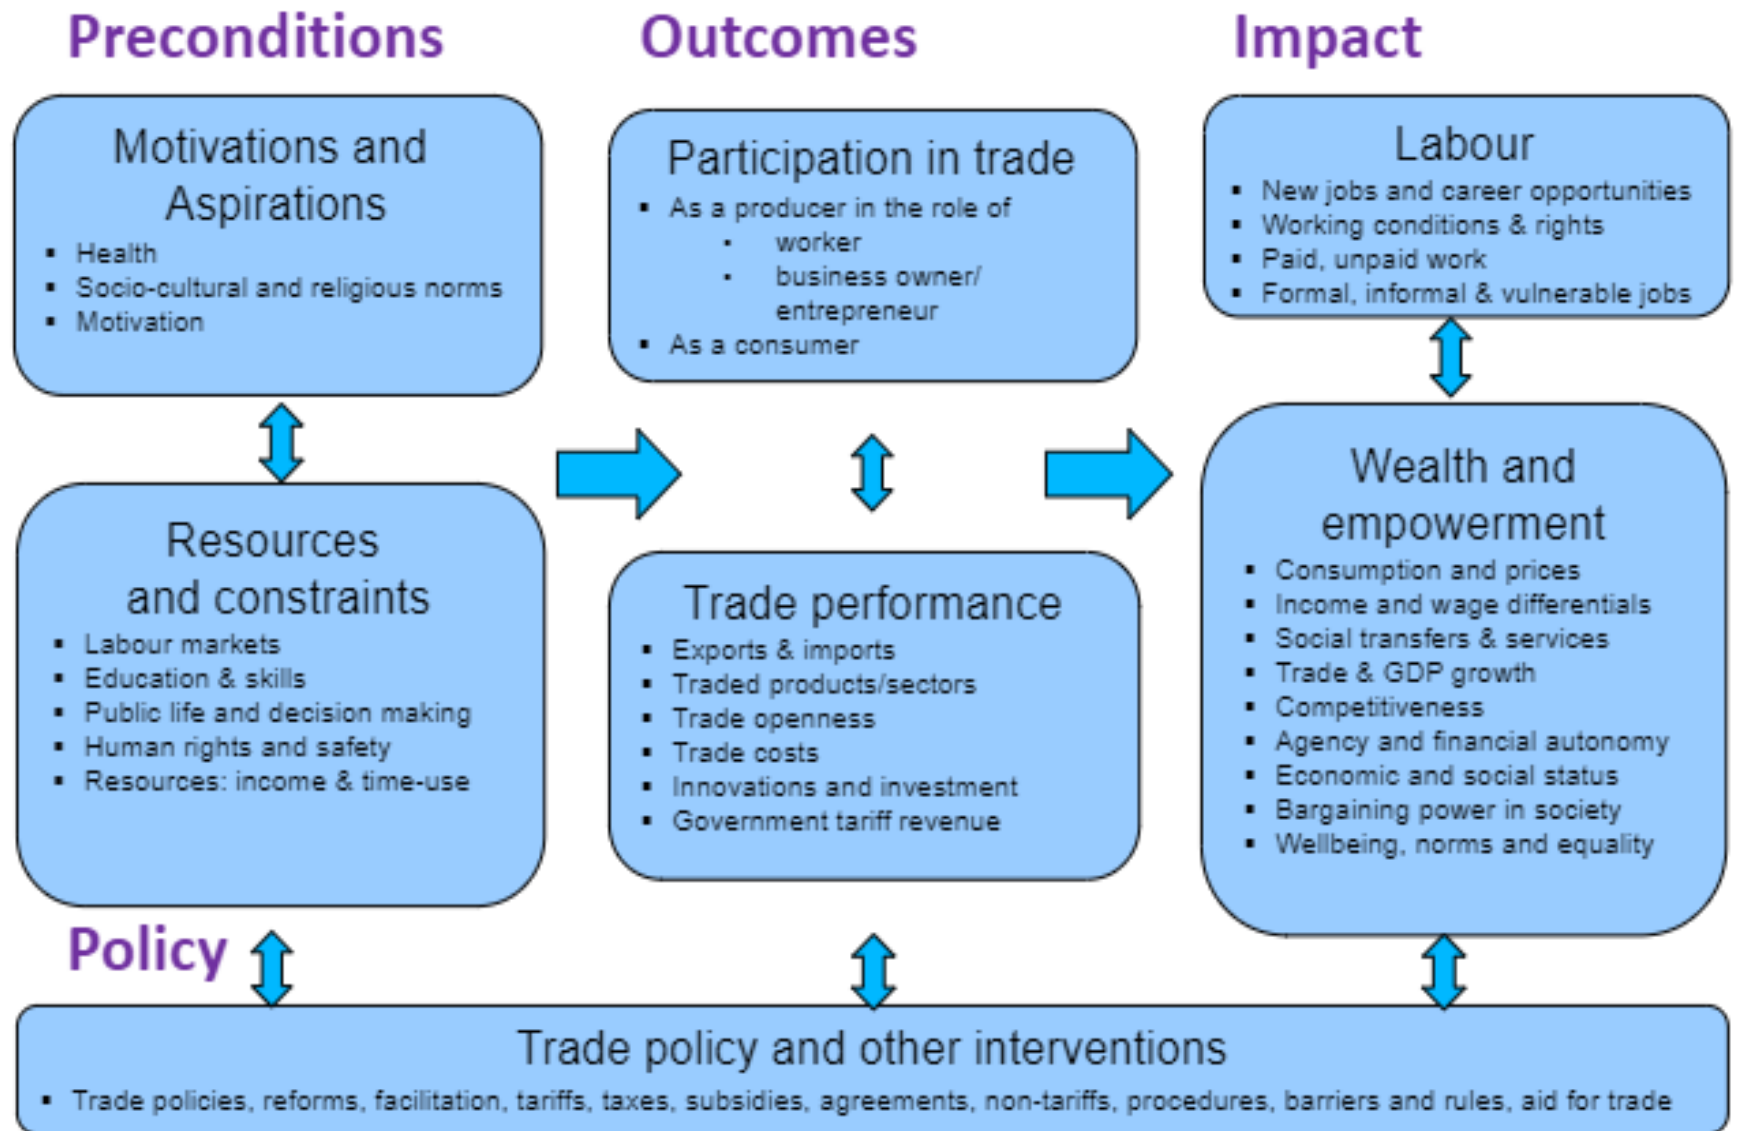 Preconditions
Motivations and
Aspirations
▪ Health
▪ Socio-cultural and religious norms
▪ Motivation
Resources
and constraints
▪ Labour markets
▪ Education & skills
▪ Public life and decision making
▪ Human rights and safety
▪ Resources: income & time-use
Outcomes
Participation in trade
▪ As a producer in the role of
▪ worker
▪ business owner/
entrepreneur
▪ As a consumer
Trade performance
▪ Exports & imports
▪ Traded products/sectors
▪ Trade openness
▪ Trade costs
▪ Innovations and investment
▪ Government tariff revenue
Impact
Labour
▪ New jobs and career opportunities
▪ Working conditions & rights
▪ Paid, unpaid work
▪ Formal, informal & vulnerable jobs
Wealth and
empowerment
▪ Consumption and prices
▪ Income and wage differentials
▪ Social transfers & services
▪ Trade & GDP growth
▪ Competitiveness
▪ Agency and financial autonomy
▪ Economic and social status
▪ Bargaining power in society
▪ Wellbeing, norms and equality
Policy
Trade policy and other interventions
▪ Trade policies, reforms, facilitation, tariffs, taxes, subsidies, agreements, non-tariffs, procedures, barriers and rules, aid for trade